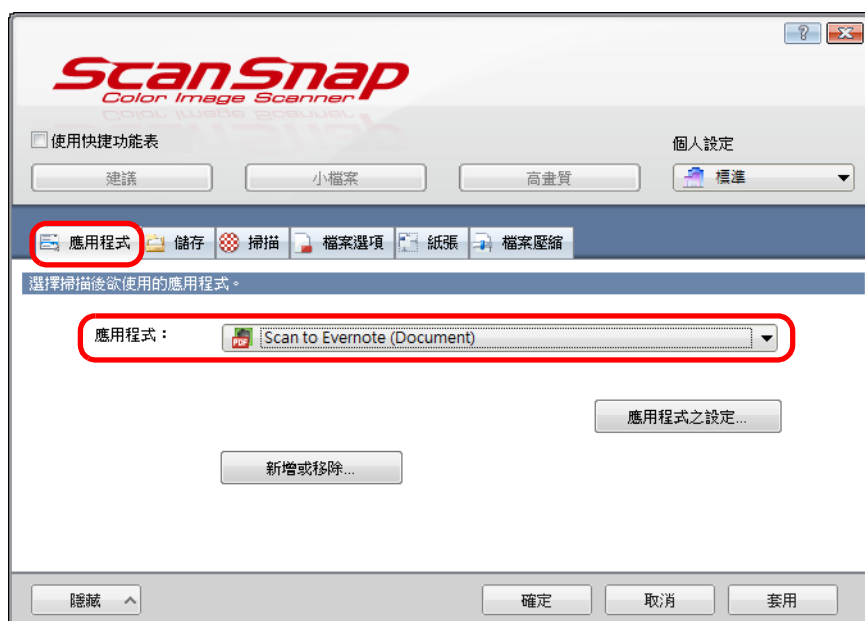 ScanSnap
Color Image Scanner
使用快捷功能表
個人設定
建議 小檔案 高畫質 標準
應用程式 儲存 掃描 檔案選項 紙張 檔案壓縮
選擇掃描後欲使用的應用程式。
應用程式： Scan to Evernote (Document)
應用程式之設定...
新增或移除...
隱藏 確定 取消 套用